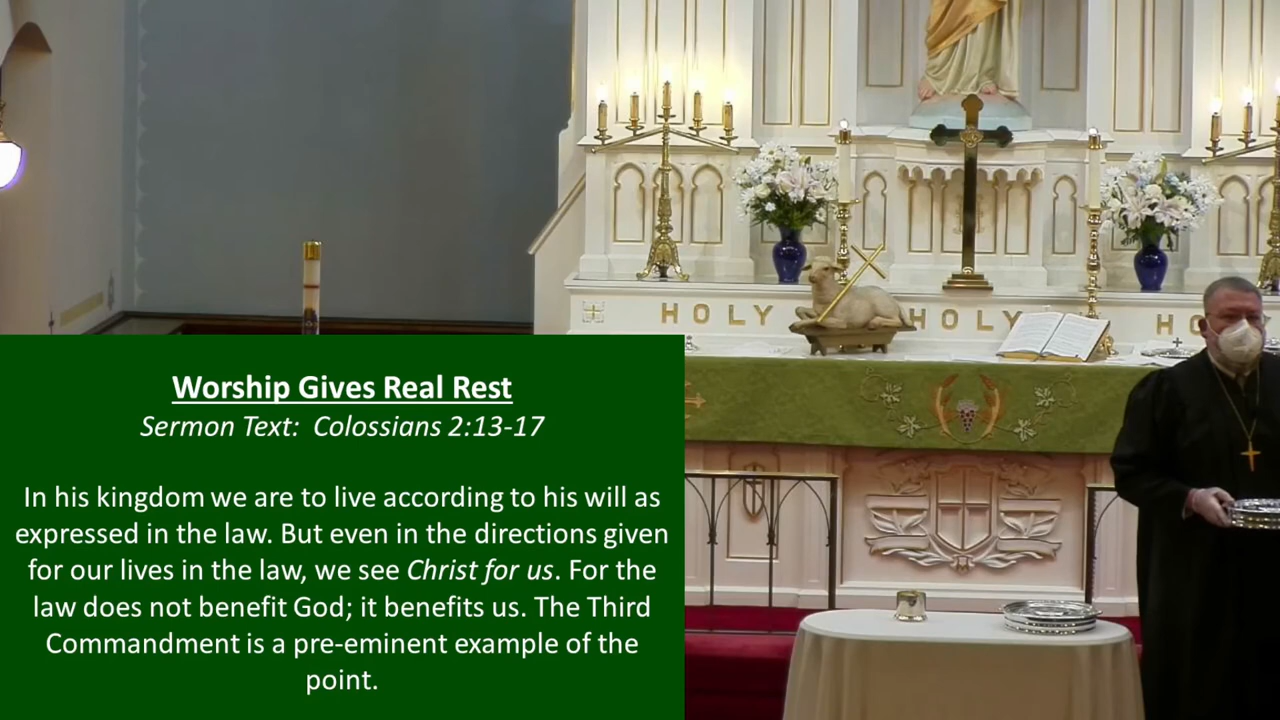 HOLY HOLY HO
Worship Gives Real Rest
Sermon Text: Colossians 2:13-17
In his kingdom we are to live according to his will as
expressed in the law. But even in the directions given
for our lives in the law, we see Christ for us. For the
law does not benefit God; it benefits us. The Third
Commandment is a pre-eminent example of the
point.